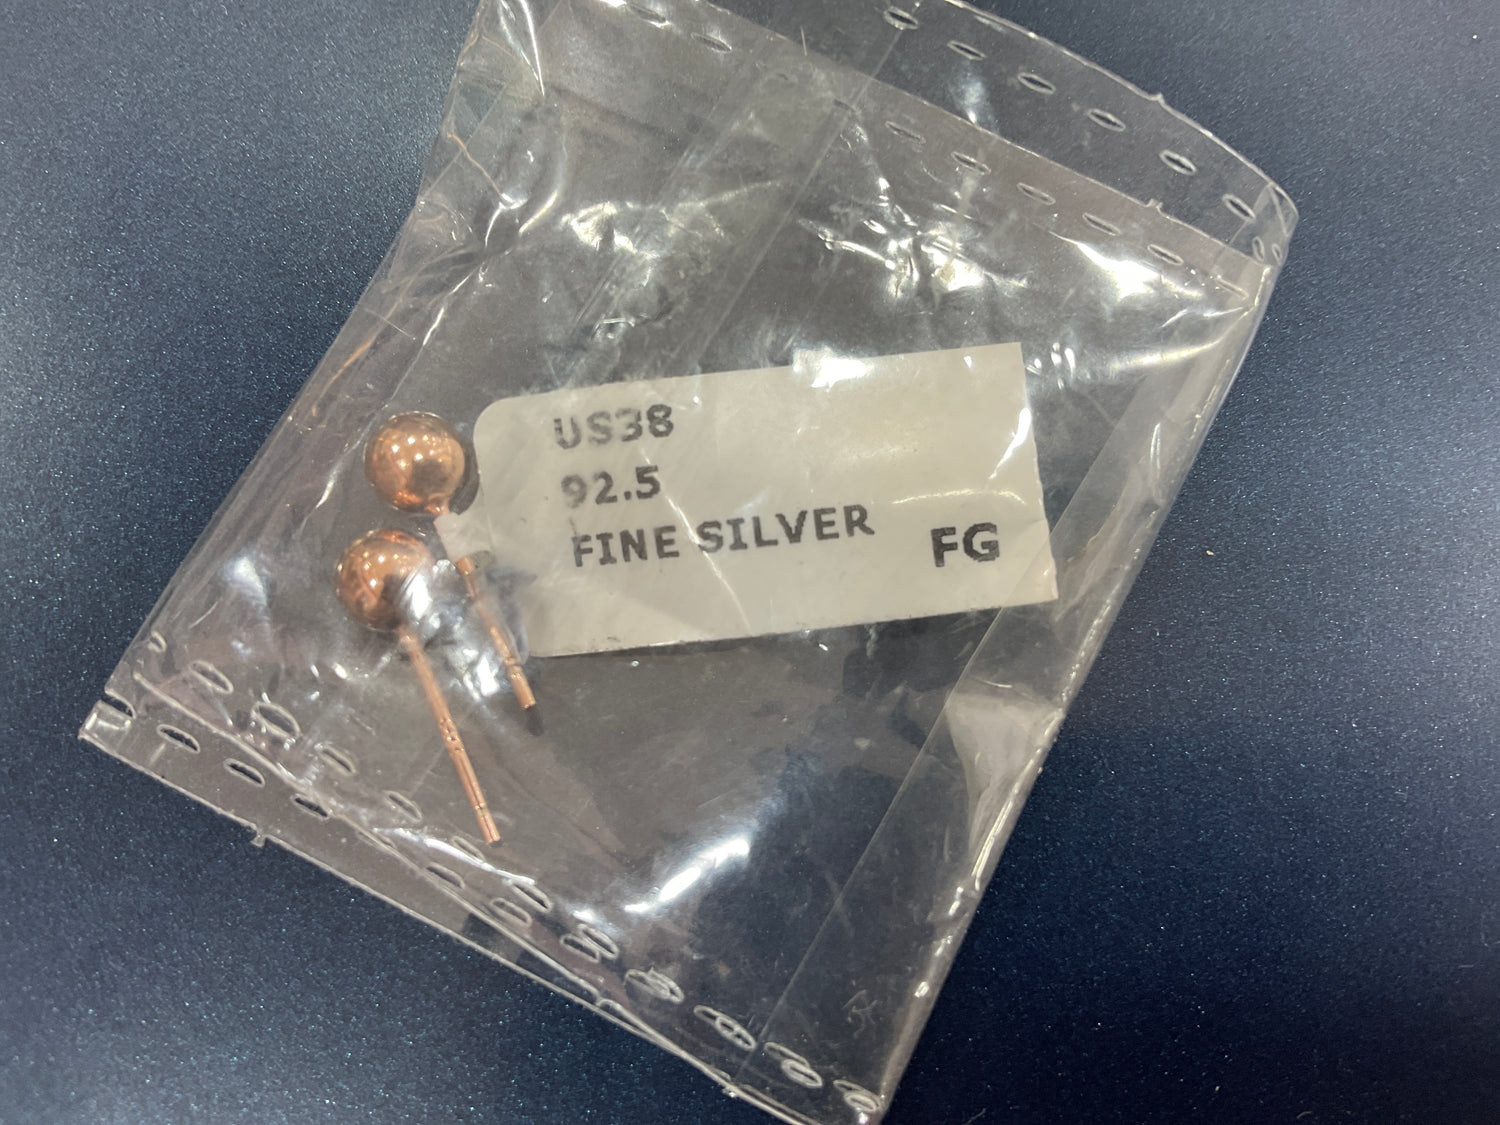 US38
92.5
FINE SILVER
FG